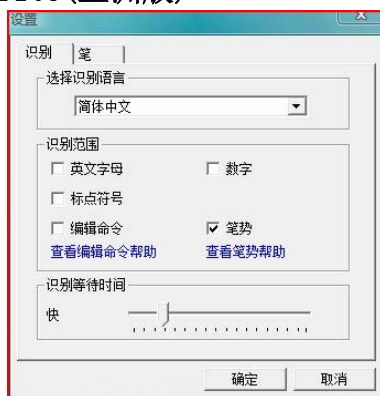 设置
识别 笔
选择识别语言
简体中文
识别范围
英文字母 数字
标点符号
编辑命令 笔势
查看编辑命令帮助 查看笔势帮助
识别等待时间
快
确定 取消